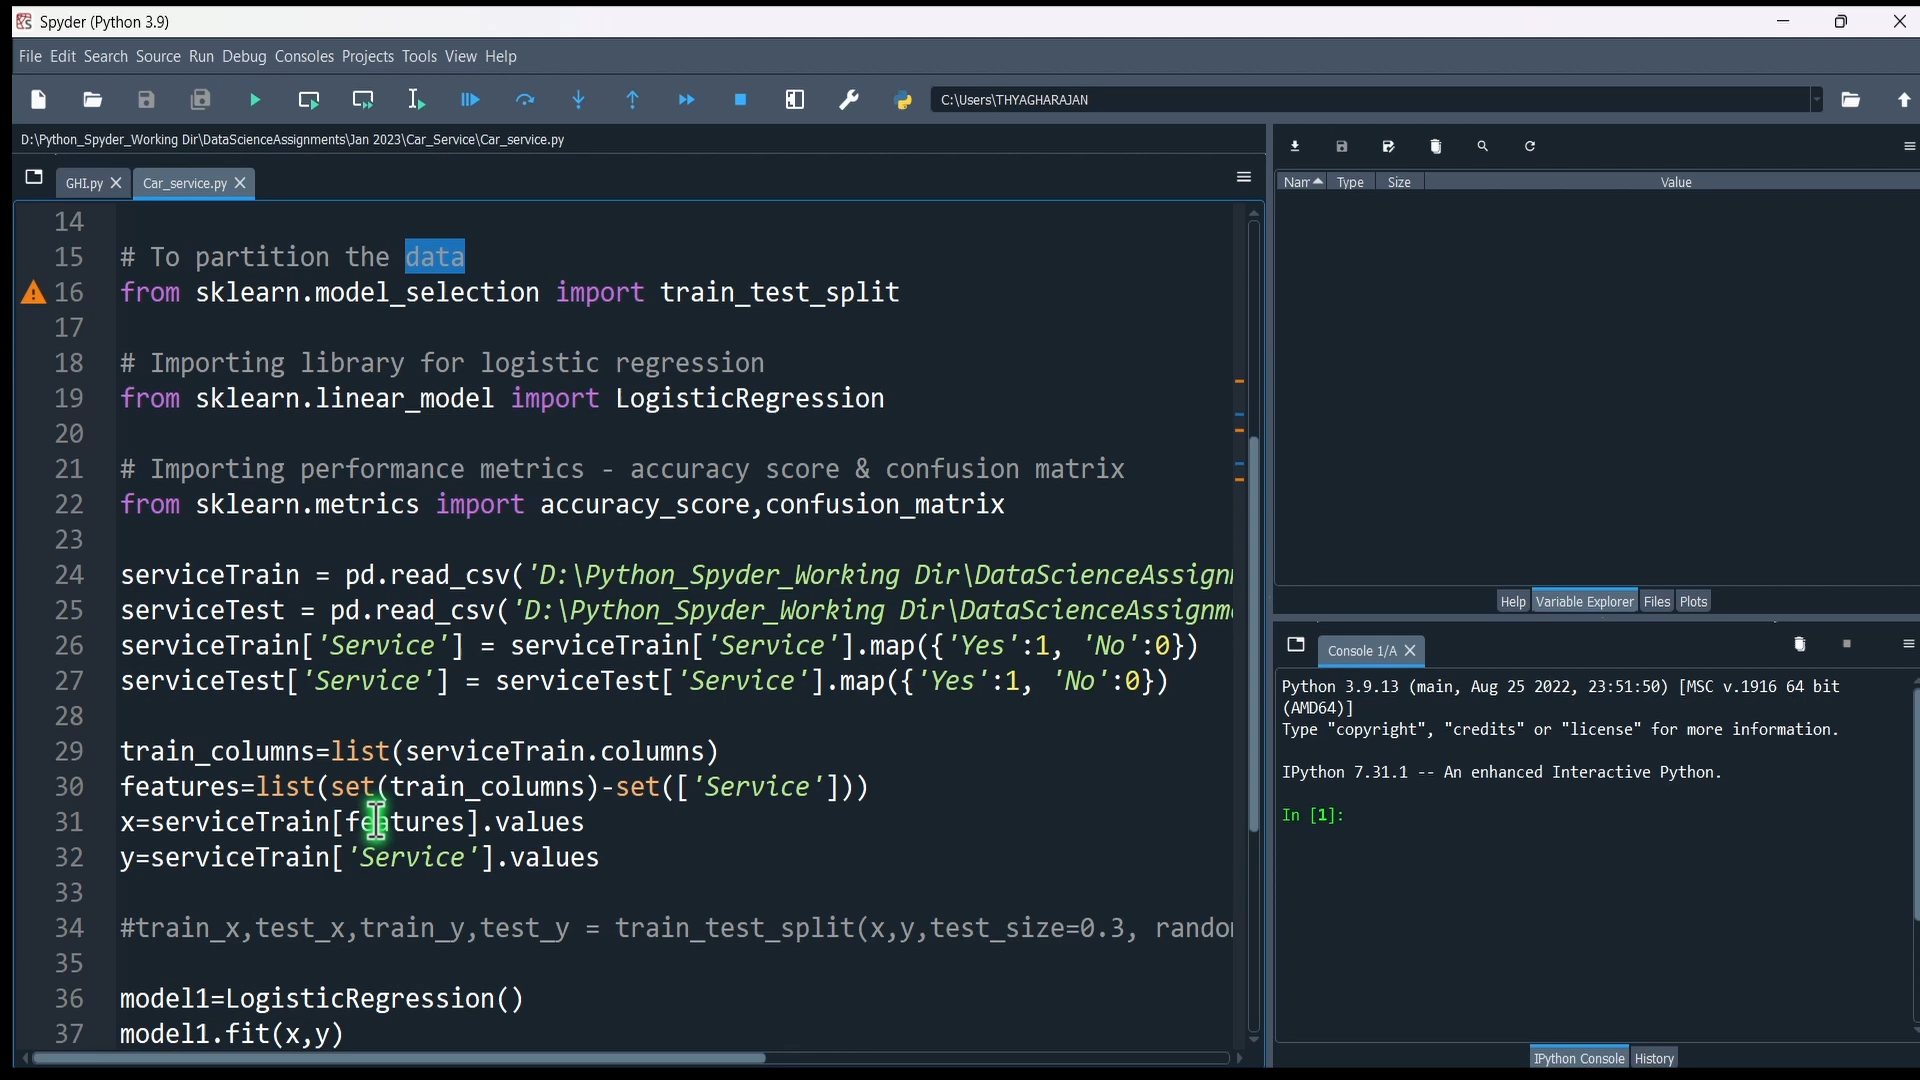 Spyder (Python 3.9)
File Edit Search Source Run Debug Consoles Projects Tools View Help
C:\Users\THYAGHARAJAN
D:\Python_Spyder_Working Dir\DataScienceAssignments\Jan 2023\Car_Service\Car_service.py
GHI.py Car_service.py
Nar Type Size Value
14
15 # To partition the data
16 from sklearn.model_selection import train_test_split
17
18 # Importing library for logistic regression
19 from sklearn.linear_model import LogisticRegression
20
21 # Importing performance metrics - accuracy score & confusion matrix
22 from sklearn.metrics import accuracy_score,confusion_matrix
23
24 serviceTrain = pd.read_csv('D:\Python_Spyder_Working Dir\DataScienceAssign
25 serviceTest = pd.read_csv('D:\Python_Spyder_Working Dir\DataScienceAssignm
26 serviceTrain['Service'] = serviceTrain['Service'].map({'Yes':1, 'No':0})
27 serviceTest['Service'] = serviceTest['Service'].map({'Yes':1, 'No':0})
28
29 train_columns=list(serviceTrain.columns)
30 features=list(set(train_columns)-set(['Service']))
31 x=serviceTrain[features].values
32 y=serviceTrain['Service'].values
33
34 #train_x,test_x,train_y,test_y = train_test_split(x,y,test_size=0.3, rando
35
36 model1=LogisticRegression()
37 model1.fit(x,y)
Help Variable Explorer Files Plots
Console 1/A
Python 3.9.13 (main, Aug 25 2022, 23:51:50) [MSC v.1916 64 bit
(AMD64)]
Type "copyright", "credits" or "license" for more information.
IPython 7.31.1 -- An enhanced Interactive Python.
In [1]:
IPython Console History